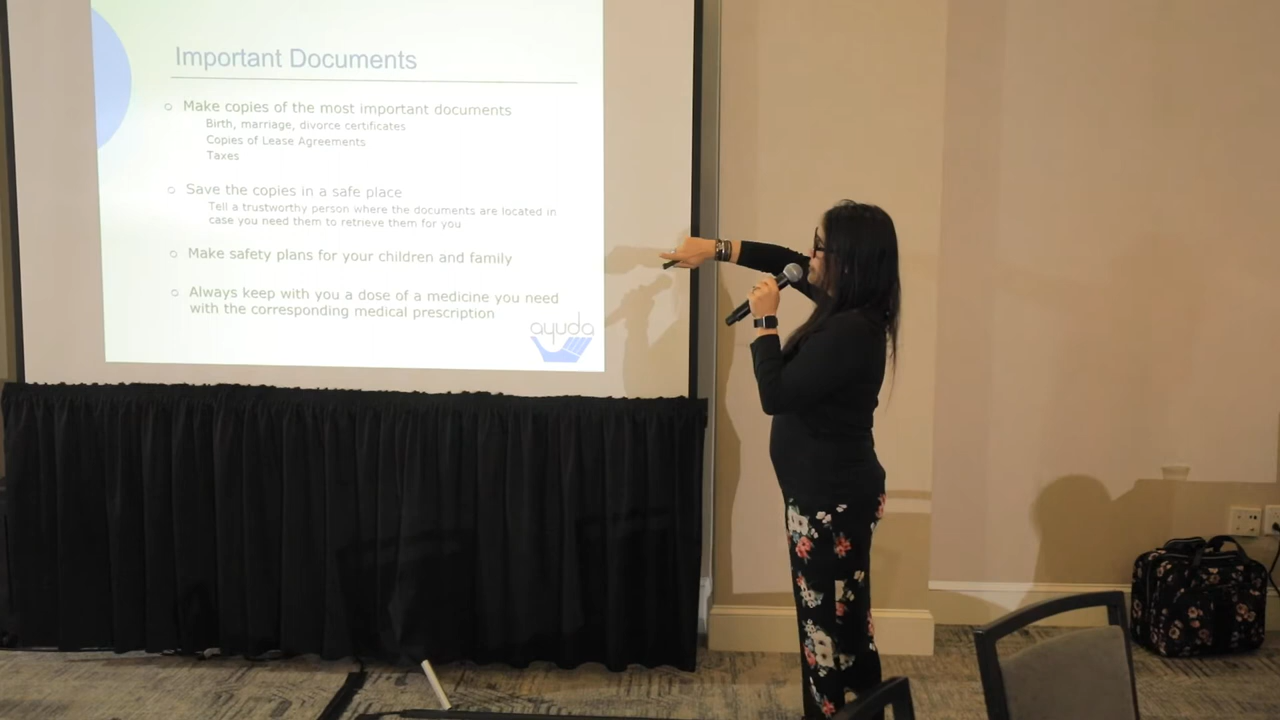 Important Documents
Make copies of the most important documents
Birth, marriage, divorce certificates
Copies of Lease Agreements
Taxes
Save the copies in a safe place
Tell a trustworthy person where the documents are located in
case you need them to retrieve them for you
Make safety plans for your children and family
Always keep with you a dose of a medicine you need
with the corresponding medical prescription
ayuda